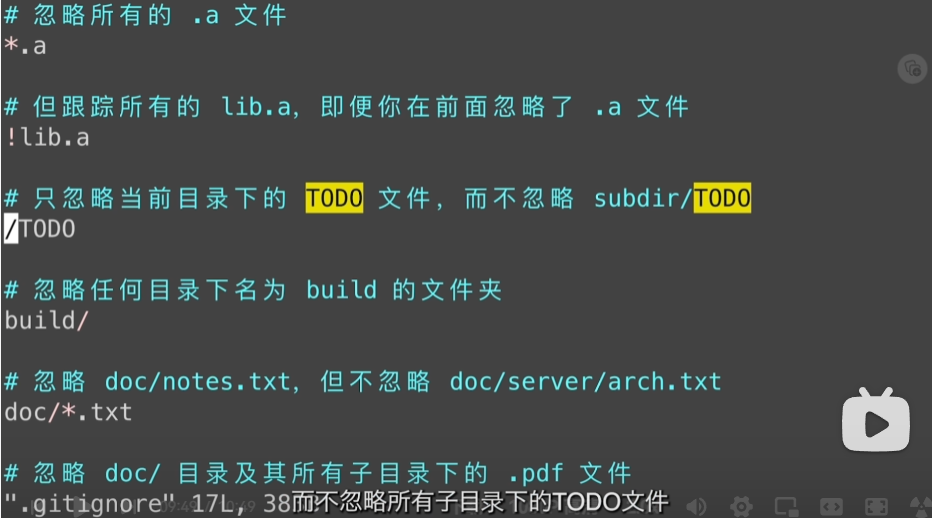 # 忽略所有的 .a 文件
*.a
# 但跟踪所有的 lib.a, 即便你在前面忽略了 .a 文件
!lib.a
# 只忽略当前目录下的 TODO 文件, 而不忽略 subdir/TODO
/TODO
# 忽略任何目录下名为 build 的文件夹
build/
# 忽略 doc/notes.txt, 但不忽略 doc/server/arch.txt
doc/*.txt
# 忽略 doc/ 目录及其所有子目录下的 .pdf 文件
".gitignore" 17L, 38
而不忽略所有子目录下的TODO文件